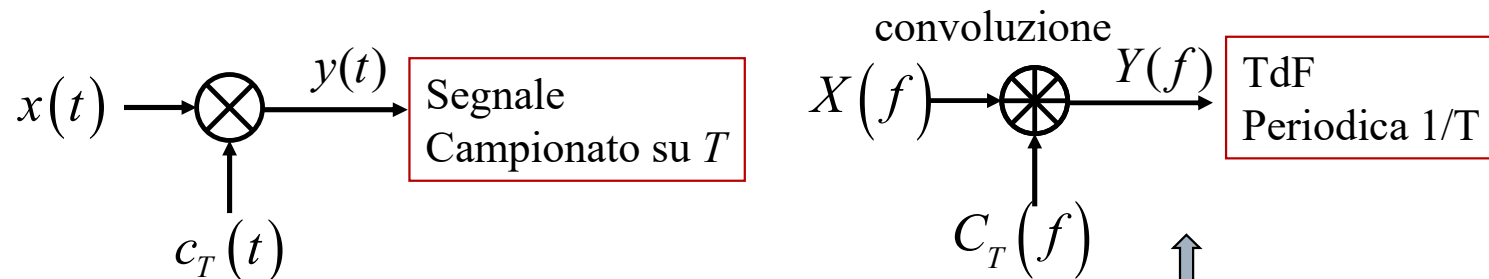 x(t)
y(t)
Segnale
Campionato su T
c_T(t)
convoluzione
X(f)
Y(f)
TdF
Periodica 1/T
C_T(f)